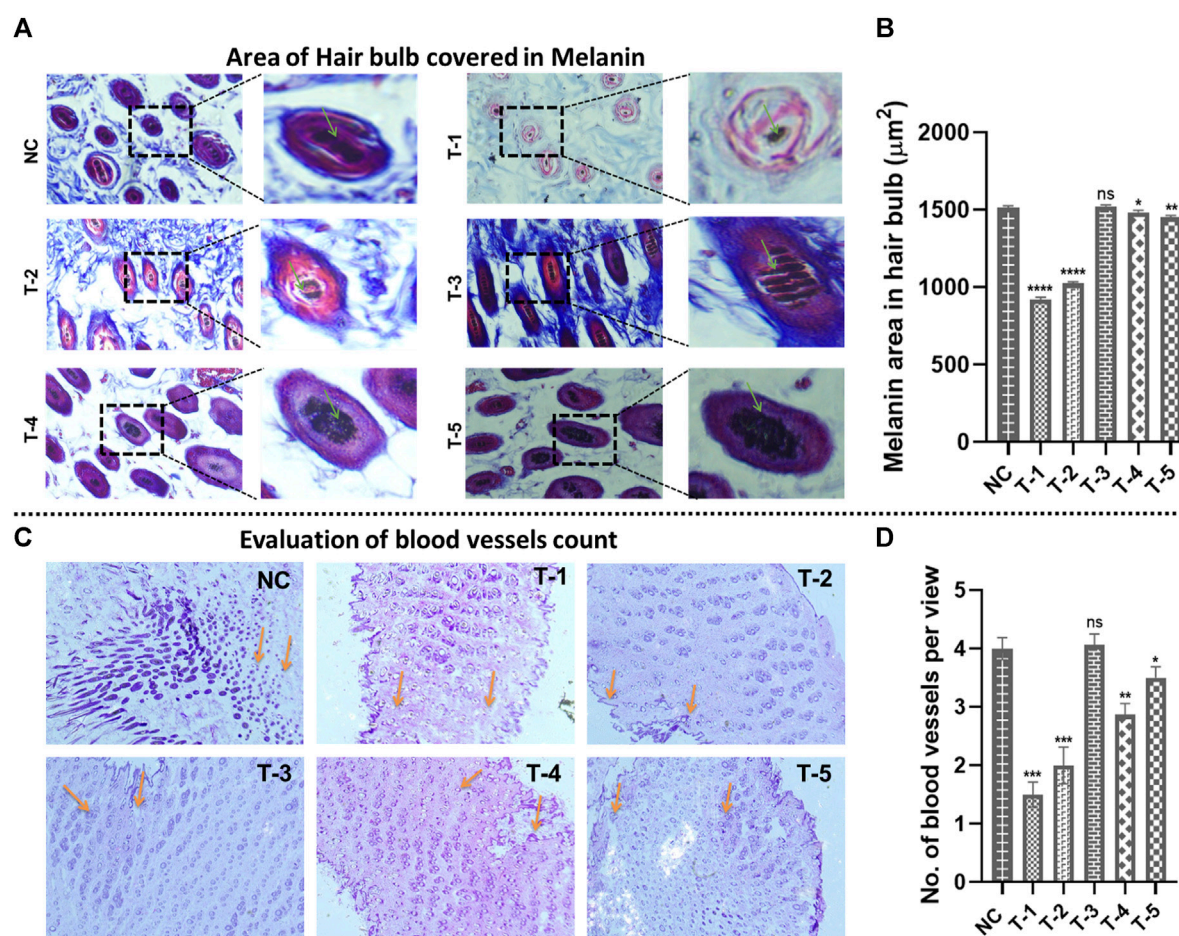 A
Area of Hair bulb covered in Melanin
NC
T-1
T-2
T-3
T-4
T-5
B
Melanin area in hair bulb (μm²)
2000
1500
1000
500
0
****
****
ns
*
**
NC
T-1
T-2
T-3
T-4
T-5
C
Evaluation of blood vessels count
NC
T-1
T-2
T-3
T-4
T-5
D
No. of blood vessels per view
5
4
3
2
1
0
***
***
ns
**
*
NC
T-1
T-2
T-3
T-4
T-5